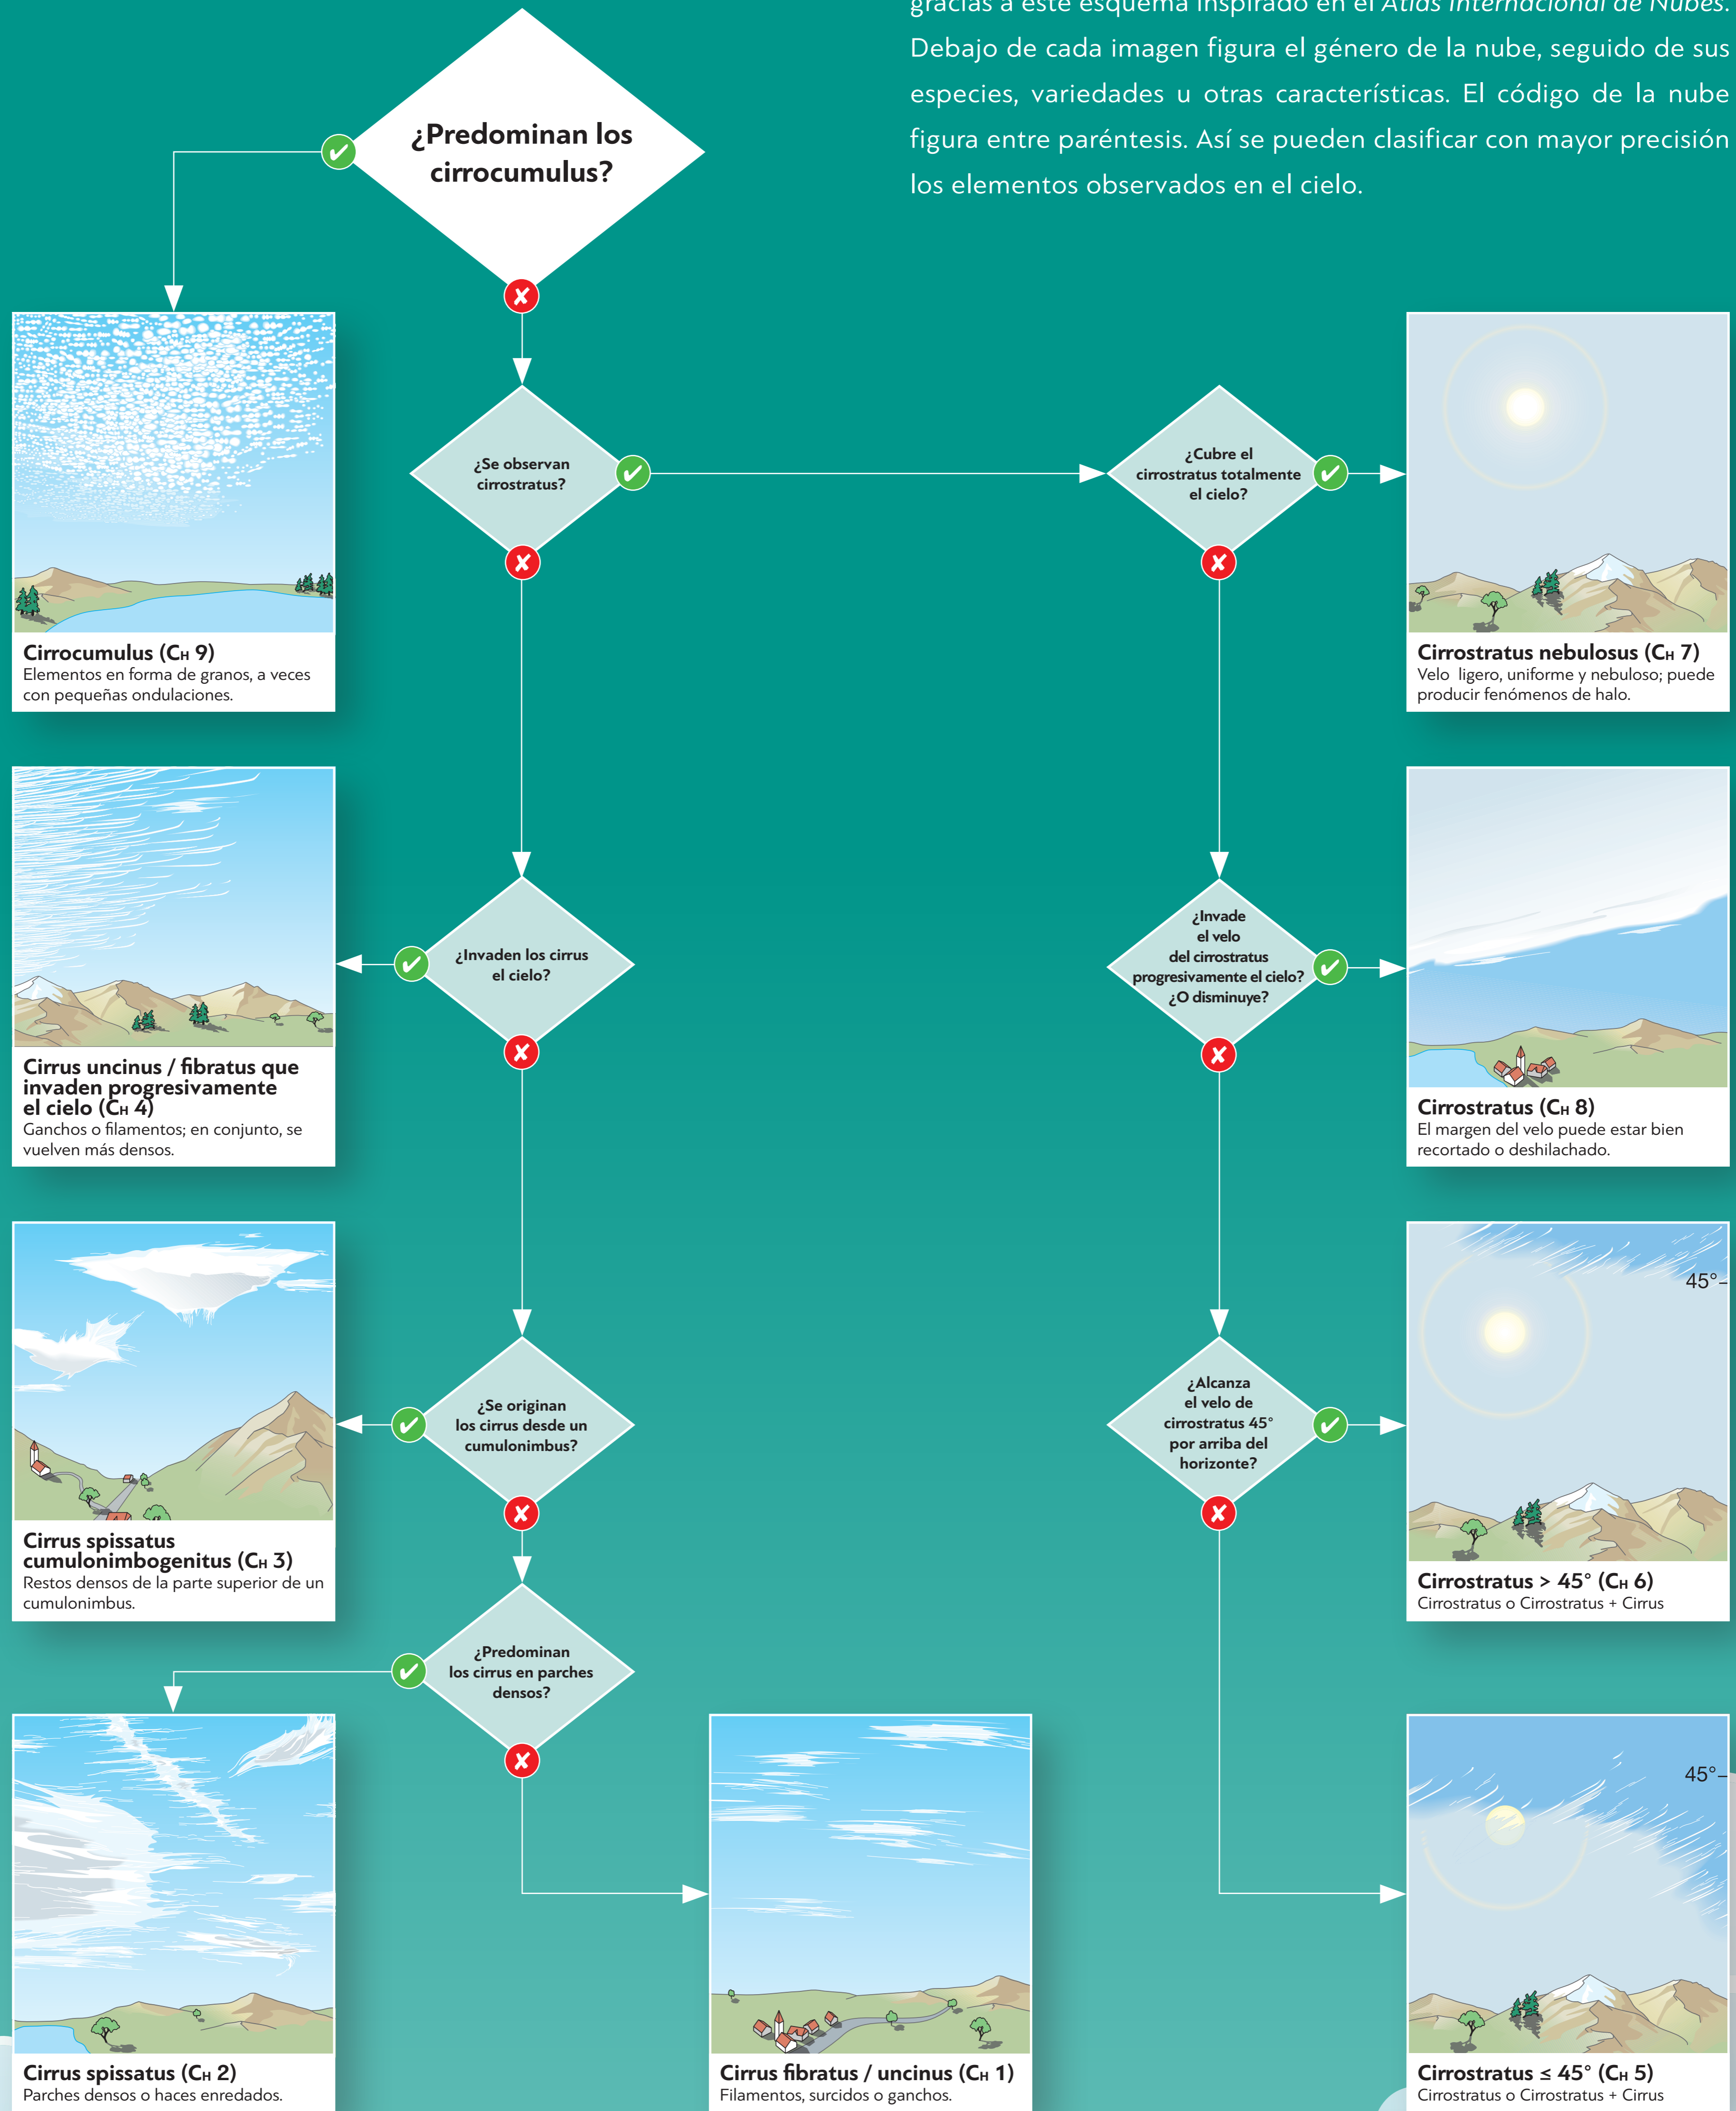 gracias a este esquema inspirado en el Atlas Internacional de Nubes.
Debajo de cada imagen figura el género de la nube, seguido de sus
especies, variedades u otras características. El código de la nube
figura entre paréntesis. Así se pueden clasificar con mayor precisión
los elementos observados en el cielo.
¿Predominan los
cirrocumulus?
¿Se observan
cirrostratus?
¿Cubre el
cirrostratus totalmente
el cielo?
Cirrocumulus (CH 9)
Elementos en forma de granos, a veces
con pequeñas ondulaciones.
Cirrostratus nebulosus (CH 7)
Velo ligero, uniforme y nebuloso; puede
producir fenómenos de halo.
¿Invaden los cirrus
el cielo?
¿Invade
el velo
del cirrostratus
progresivamente el cielo?
¿O disminuye?
Cirrus uncinus / fibratus que
invaden progresivamente
el cielo (CH 4)
Ganchos o filamentos; en conjunto, se
vuelven más densos.
Cirrostratus (CH 8)
El margen del velo puede estar bien
recortado o deshilachado.
45°
¿Se originan
los cirrus desde un
cumulonimbus?
¿Alcanza
el velo de
cirrostratus 45°
por arriba del
horizonte?
Cirrus spissatus
cumulonimbogenitus (CH 3)
Restos densos de la parte superior de un
cumulonimbus.
Cirrostratus > 45° (CH 6)
Cirrostratus o Cirrostratus + Cirrus
¿Predominan
los cirrus en parches
densos?
45°
Cirrus spissatus (CH 2)
Parches densos o haces enredados.
Cirrus fibratus / uncinus (CH 1)
Filamentos, surcidos o ganchos.
Cirrostratus ≤ 45° (CH 5)
Cirrostratus o Cirrostratus + Cirrus